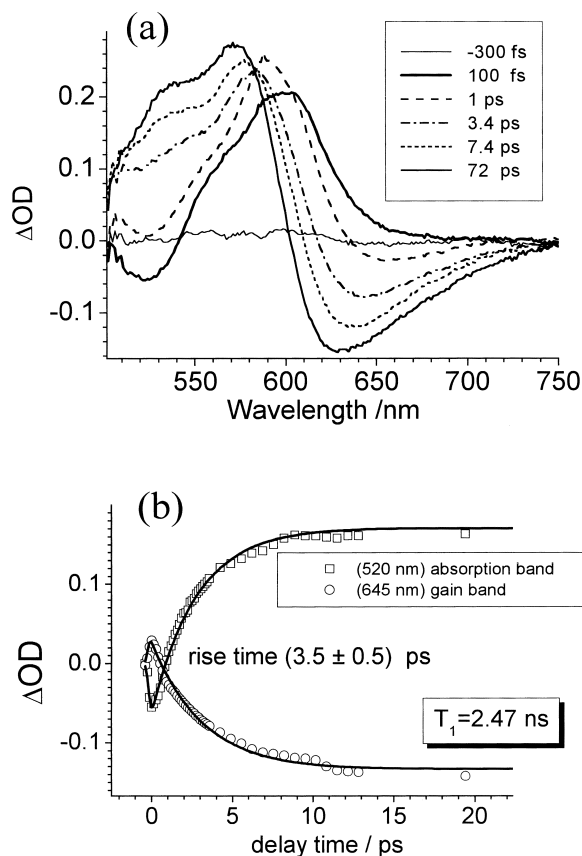 (a)
-300 fs
100 fs
1 ps
3.4 ps
7.4 ps
72 ps
0.2
0.1
0.0
-0.1
ΔOD
550 600 650 700 750
Wavelength /nm
(b)
(520 nm) absorption band
(645 nm) gain band
0.1
0.0
-0.1
ΔOD
rise time (3.5 ± 0.5) ps
T1=2.47 ns
0 5 10 15 20
delay time / ps